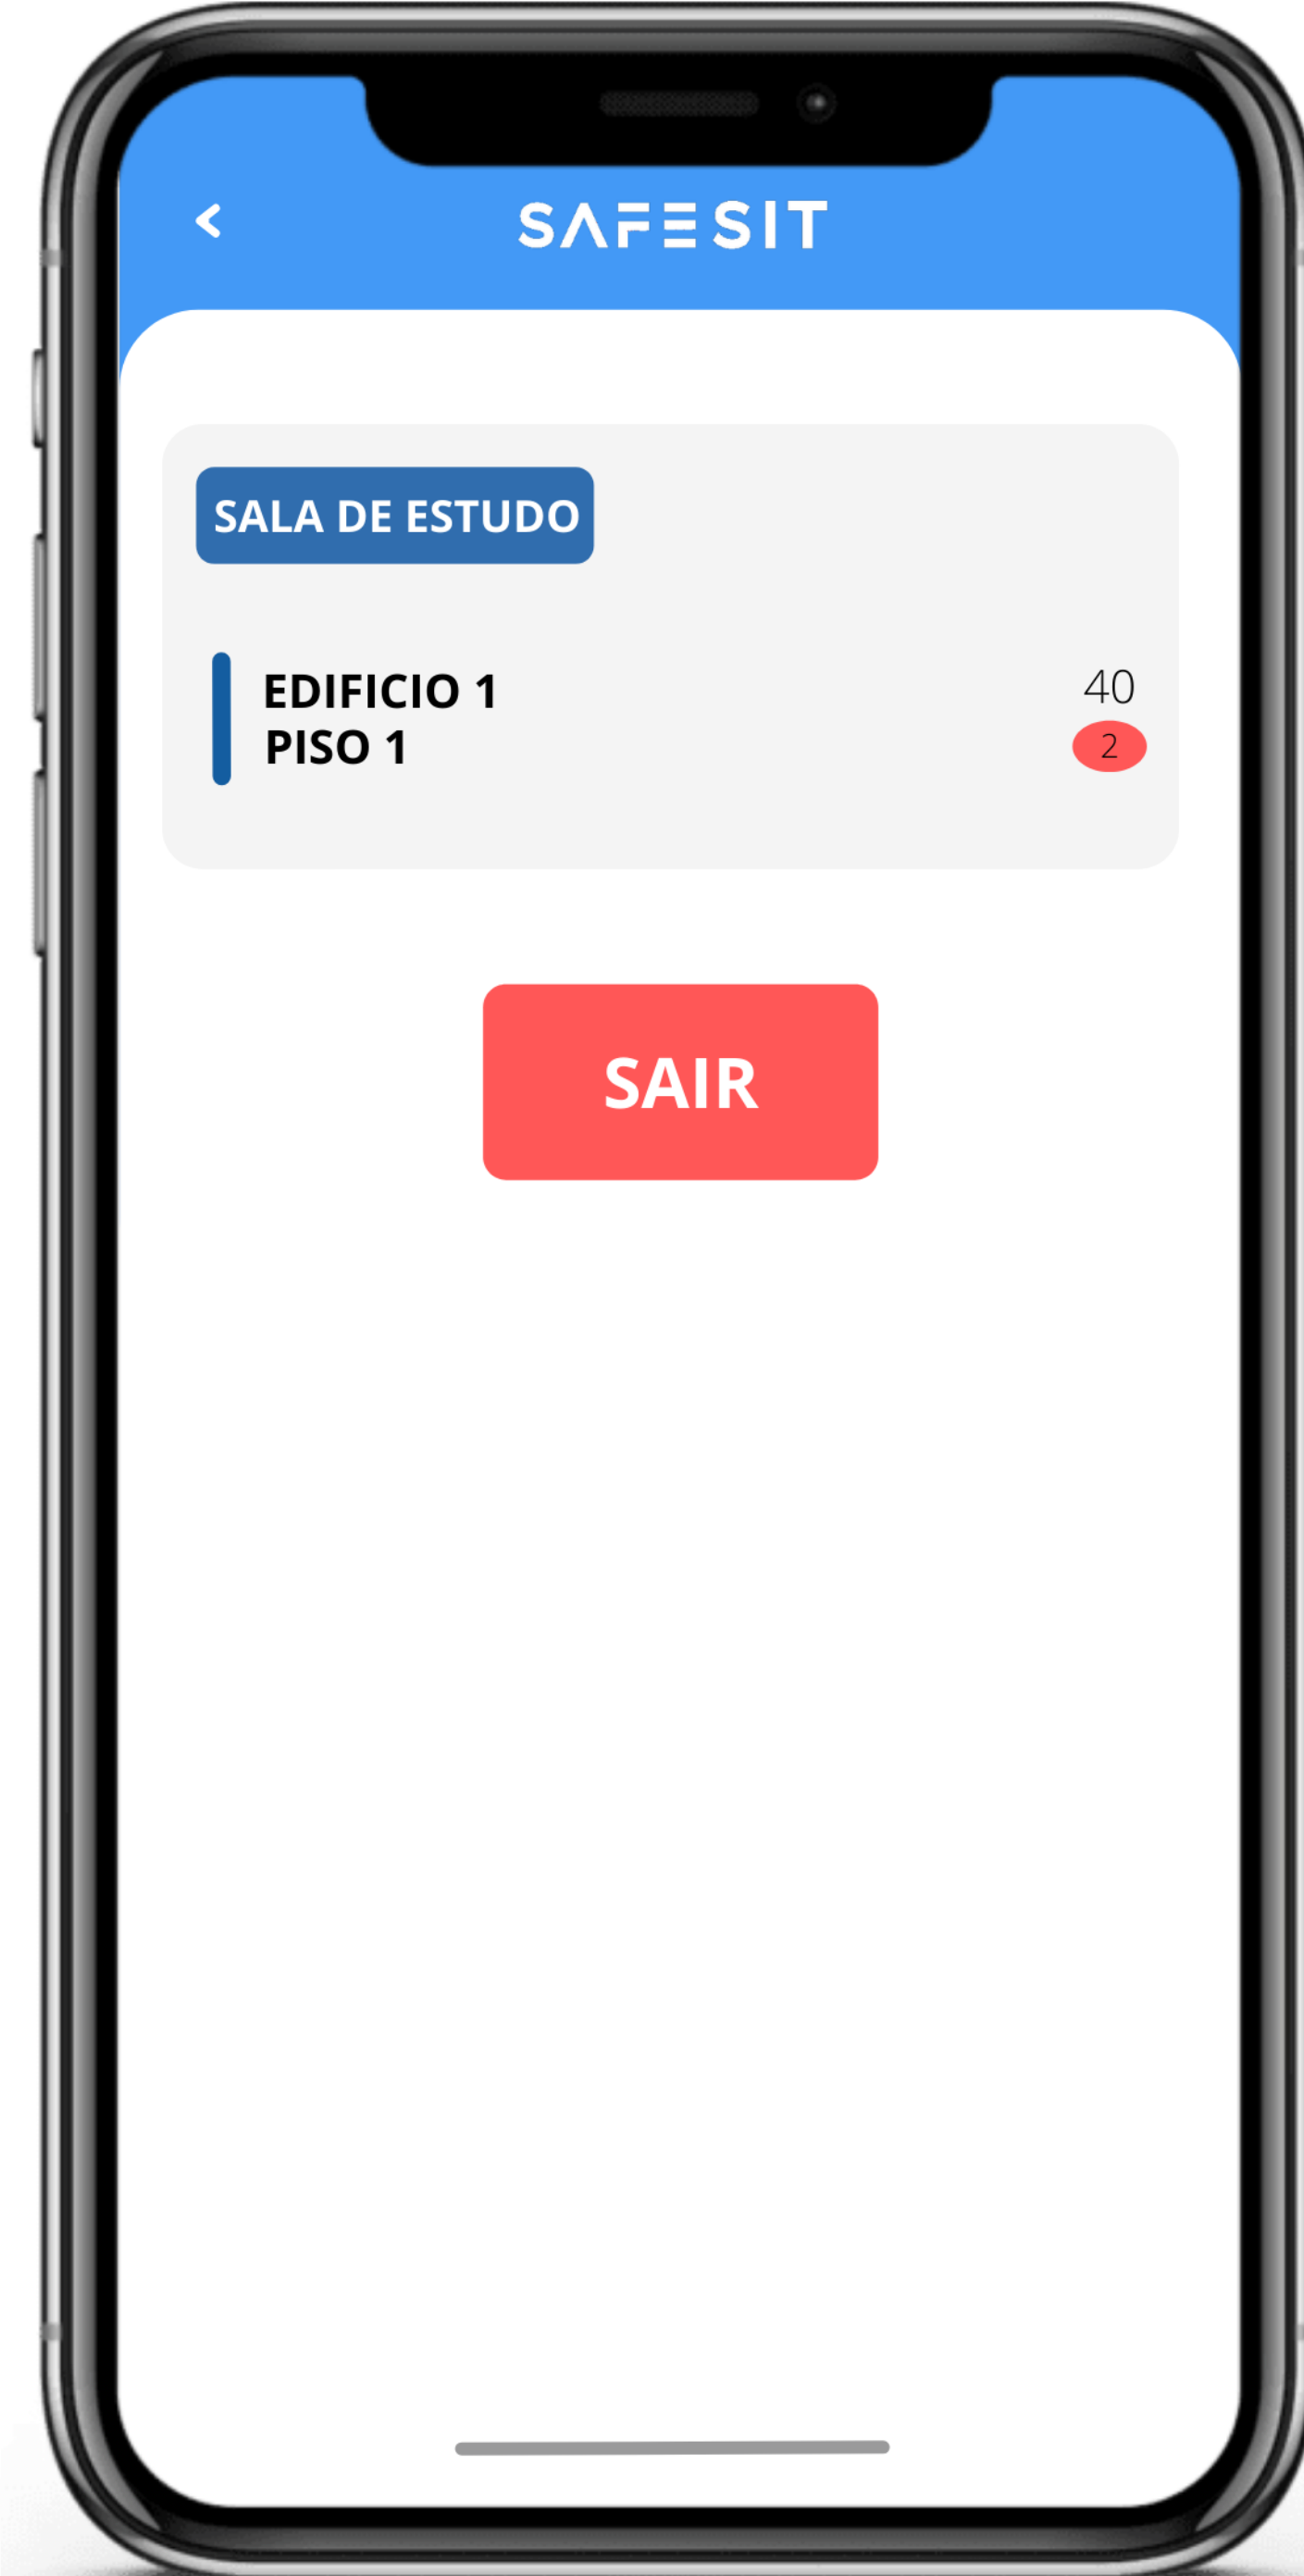 SAFESIT
SALA DE ESTUDO
EDIFICIO 1
40
PISO 1
2
SAIR